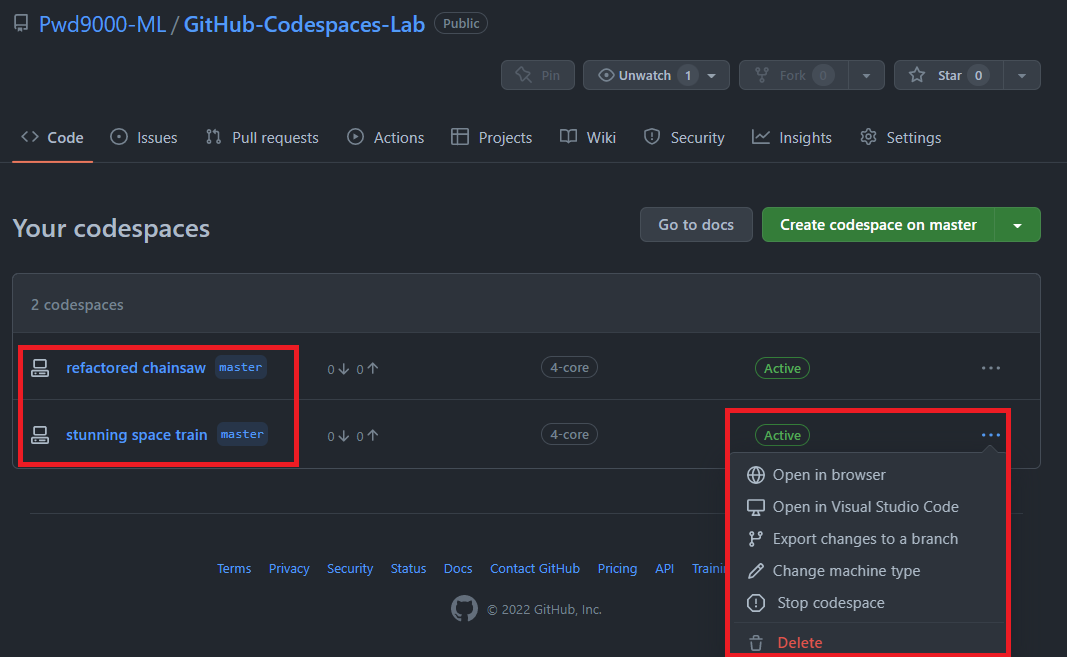 Pwd9000-ML / GitHub-Codespaces-Lab Public
Pin Unwatch 1 Fork 0 Star 0
Code Issues Pull requests Actions Projects Wiki Security Insights Settings
Your codespaces Go to docs Create codespace on master
2 codespaces
refactored chainsaw master 0 ↓ 0 ↑ 4-core Active ...
stunning space train master 0 ↓ 0 ↑ 4-core Active ...
Open in browser
Open in Visual Studio Code
Export changes to a branch
Change machine type
Stop codespace
Delete
Terms Privacy Security Status Docs Contact GitHub Pricing API
© 2022 GitHub, Inc.